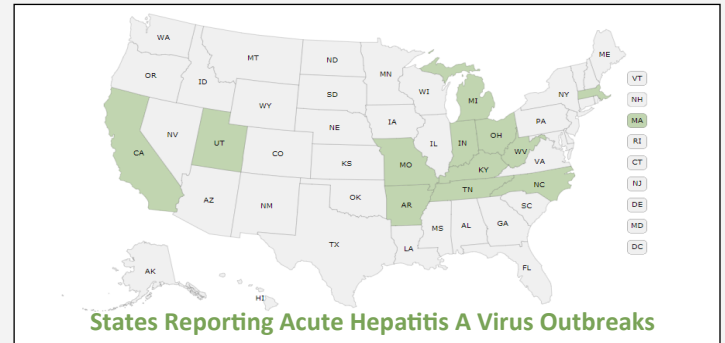 WA
MT
ND
MN
ME
OR
ID
SD
WI
MI
NY
VT
WY
NH
IA
PA
MA
NV
UT
NE
IL
IN
OH
RI
CA
CO
KS
MO
WV
VA
CT
KY
NJ
AZ
NM
OK
AR
TN
NC
DE
TX
MS
AL
GA
SC
MD
LA
DC
AK
FL
HI
States Reporting Acute Hepatitis A Virus Outbreaks